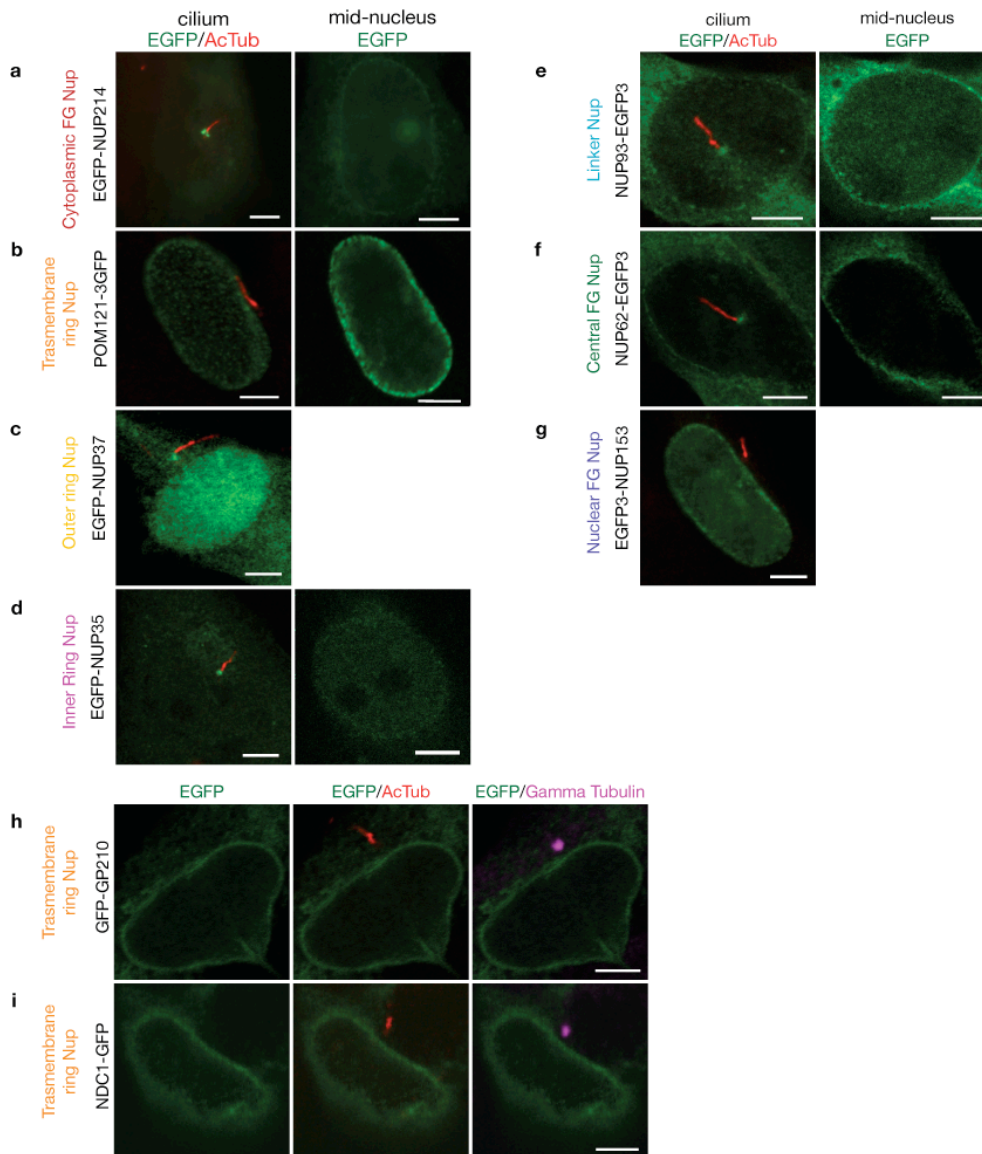 cilium
EGFP/AcTub
mid-nucleus
EGFP
a
Cytoplasmic FG Nup
EGFP-NUP214
b
Trasmembrane
ring Nup
POM121-3GFP
c
Outer ring Nup
EGFP-NUP37
d
Inner Ring Nup
EGFP-NUP35
cilium
EGFP/AcTub
mid-nucleus
EGFP
e
Linker Nup
NUP93-EGFP3
f
Central FG Nup
NUP62-EGFP3
g
Nuclear FG Nup
EGFP3-NUP153
EGFP
EGFP/AcTub
EGFP/Gamma Tubulin
h
Trasmembrane
ring Nup
GFP-GP210
i
Trasmembrane
ring Nup
NDC1-GFP